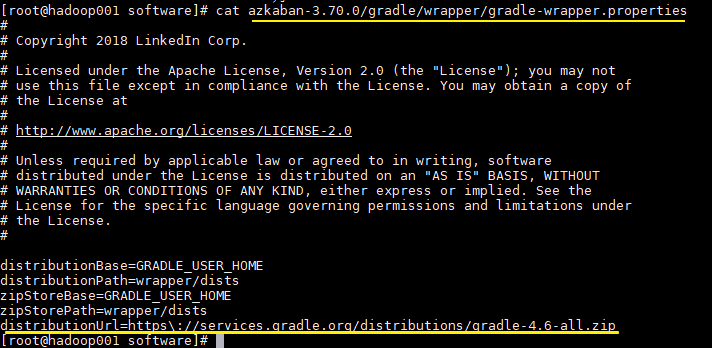 [root@hadoop001 software]# cat azkaban-3.70.0/gradle/wrapper/gradle-wrapper.properties
#
# Copyright 2018 LinkedIn Corp.
#
# Licensed under the Apache License, Version 2.0 (the "License"); you may not
# use this file except in compliance with the License. You may obtain a copy of
# the License at
#
# http://www.apache.org/licenses/LICENSE-2.0
#
# Unless required by applicable law or agreed to in writing, software
# distributed under the License is distributed on an "AS IS" BASIS, WITHOUT
# WARRANTIES OR CONDITIONS OF ANY KIND, either express or implied. See the
# License for the specific language governing permissions and limitations under
# the License.
#
distributionBase=GRADLE_USER_HOME
distributionPath=wrapper/dists
zipStoreBase=GRADLE_USER_HOME
zipStorePath=wrapper/dists
distributionUrl=https\://services.gradle.org/distributions/gradle-4.6-all.zip
[root@hadoop001 software]#